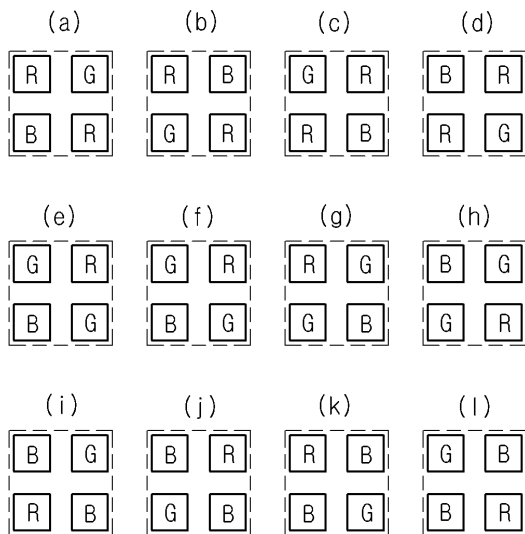 (a) (b) (c) (d)
R G R B G R B R
B R G R R B R G
(e) (f) (g) (h)
G R G R R G B G
B G B G G B G R
(i) (j) (k) (l)
B G B R R B G B
R B G B B G B R